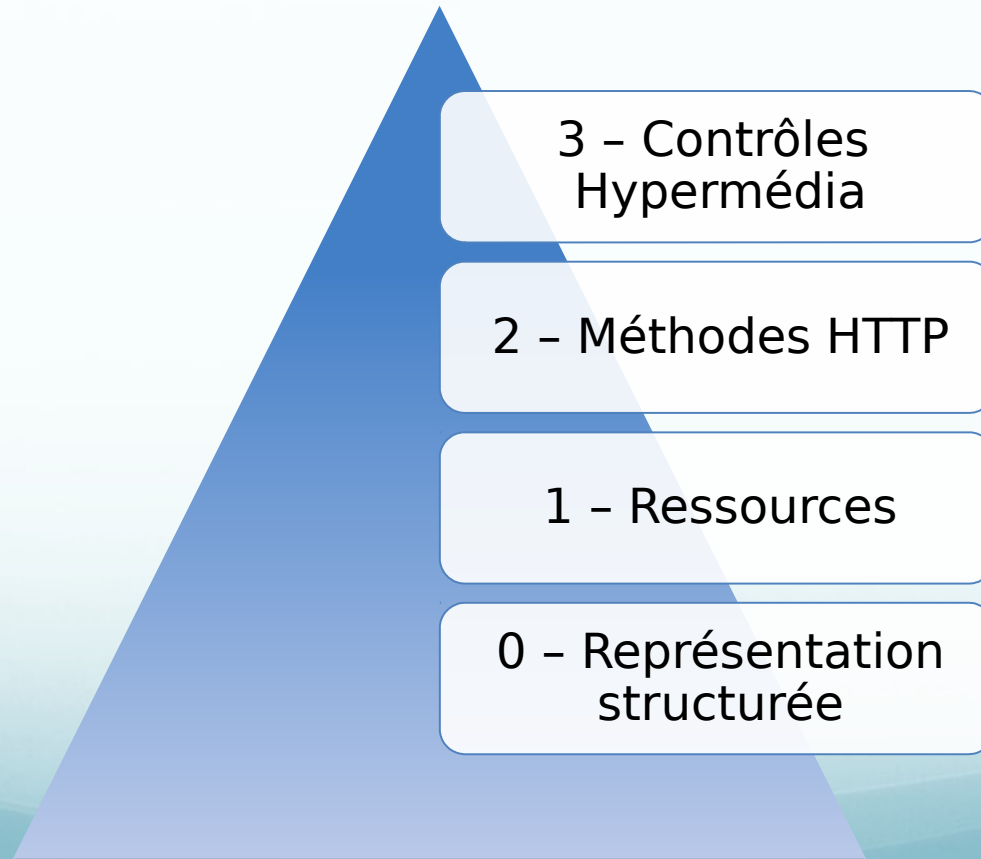 3 – Contrôles
Hypermédia
2 – Méthodes HTTP
1 – Ressources
0 – Représentation
structurée